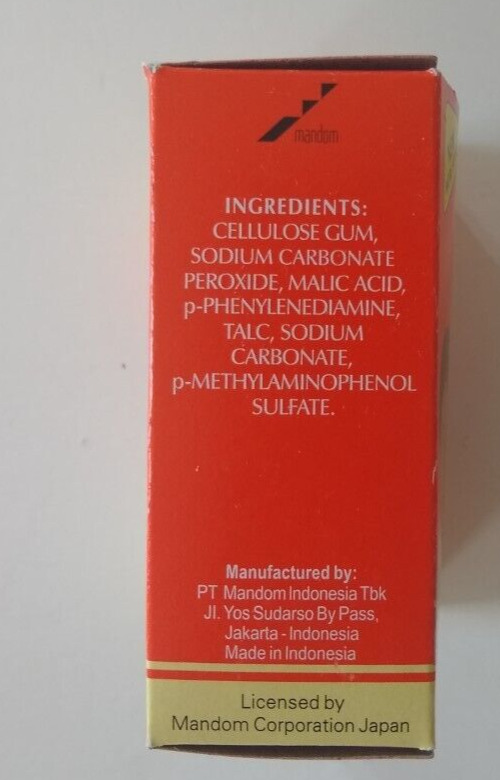 mandom
INGREDIENTS:
CELLULOSE GUM,
SODIUM CARBONATE
PEROXIDE, MALIC ACID,
p-PHENYLENEDIAMINE,
TALC, SODIUM
CARBONATE,
p-METHYLAMINOPHENOL
SULFATE.
Manufactured by:
PT Mandom Indonesia Tbk
Jl. Yos Sudarso By Pass,
Jakarta - Indonesia
Made in Indonesia
Licensed by
Mandom Corporation Japan